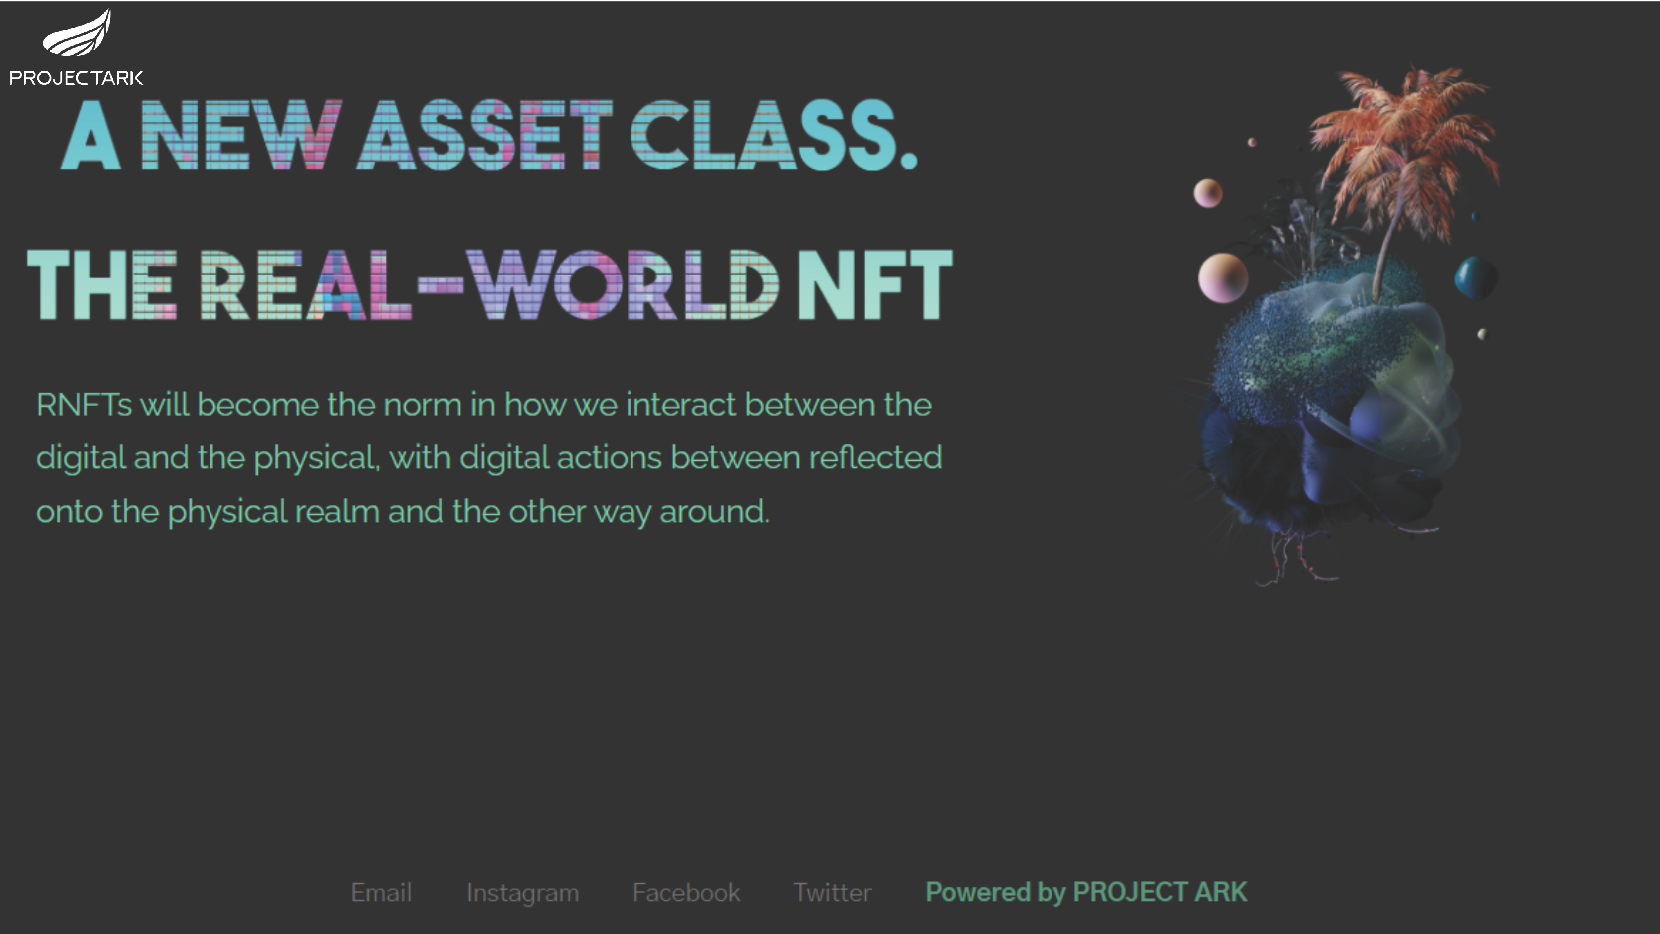 PROJECTARK
A NEW ASSET CLASS.
THE REAL-WORLD NFT
RNFTs will become the norm in how we interact between the
digital and the physical, with digital actions between reflected
onto the physical realm and the other way around.
Email Instagram Facebook Twitter Powered by PROJECT ARK